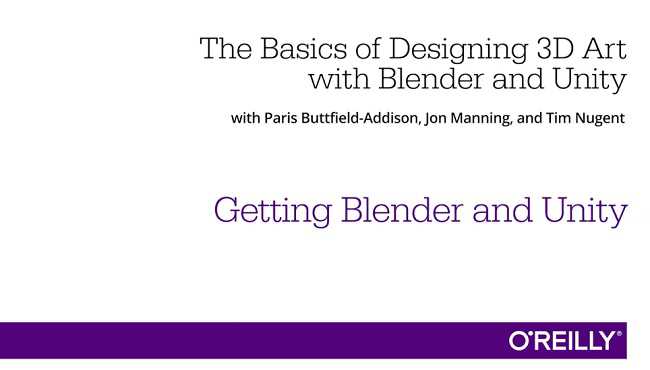 The Basics of Designing 3D Art
with Blender and Unity
with Paris Buttfield-Addison, Jon Manning, and Tim Nugent
Getting Blender and Unity
O'REILLY®